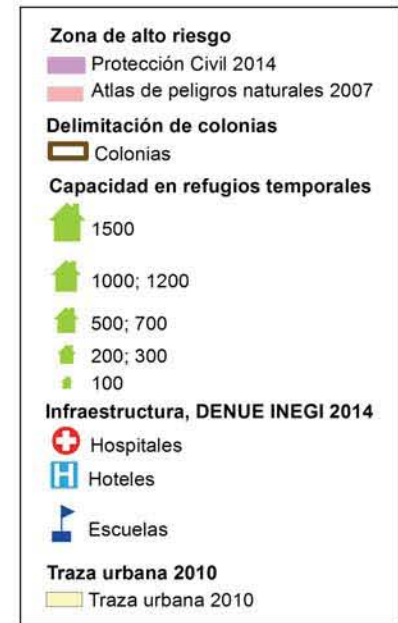 Zona de alto riesgo
Protección Civil 2014
Atlas de peligros naturales 2007
Delimitación de colonias
Colonias
Capacidad en refugios temporales
1500
1000; 1200
500; 700
200; 300
100
Infraestructura, DENUE INEGI 2014
Hospitales
H Hoteles
Escuelas
Traza urbana 2010
Traza urbana 2010